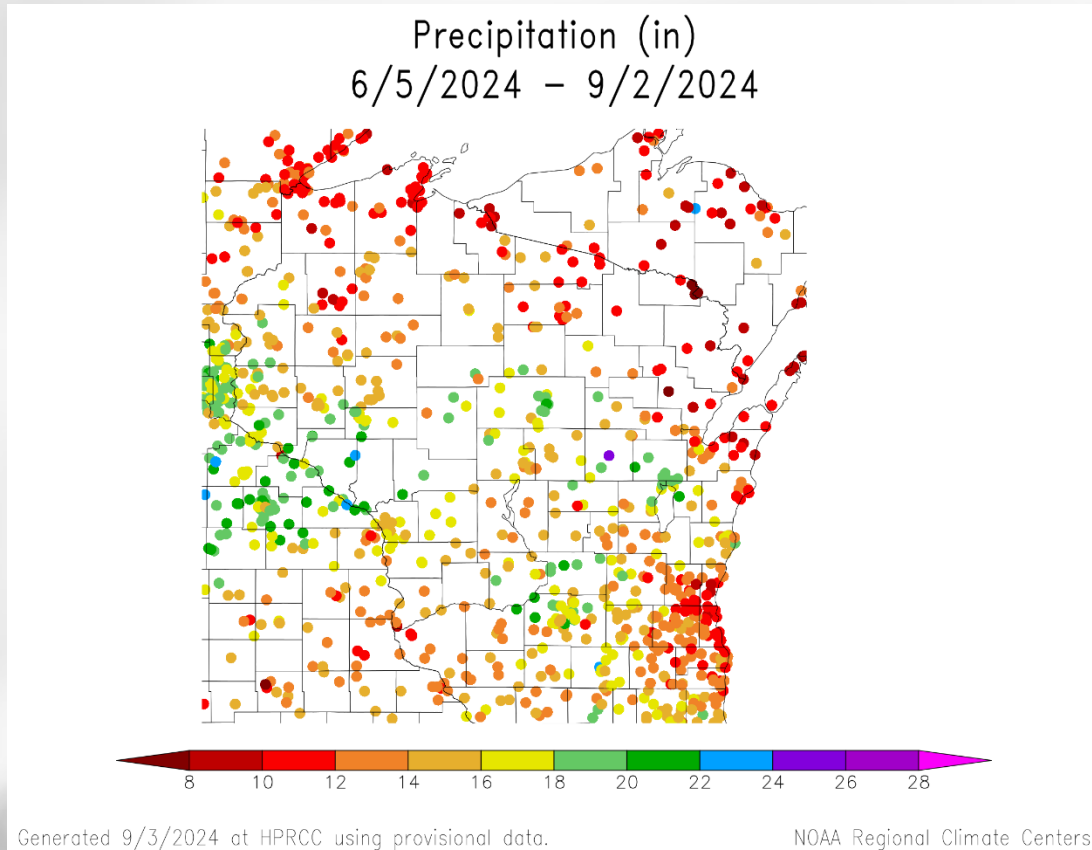 Precipitation (in)
6/5/2024 – 9/2/2024
8 10 12 14 16 18 20 22 24 26 28
Generated 9/3/2024 at HPRCC using provisional data.
NOAA Regional Climate Centers